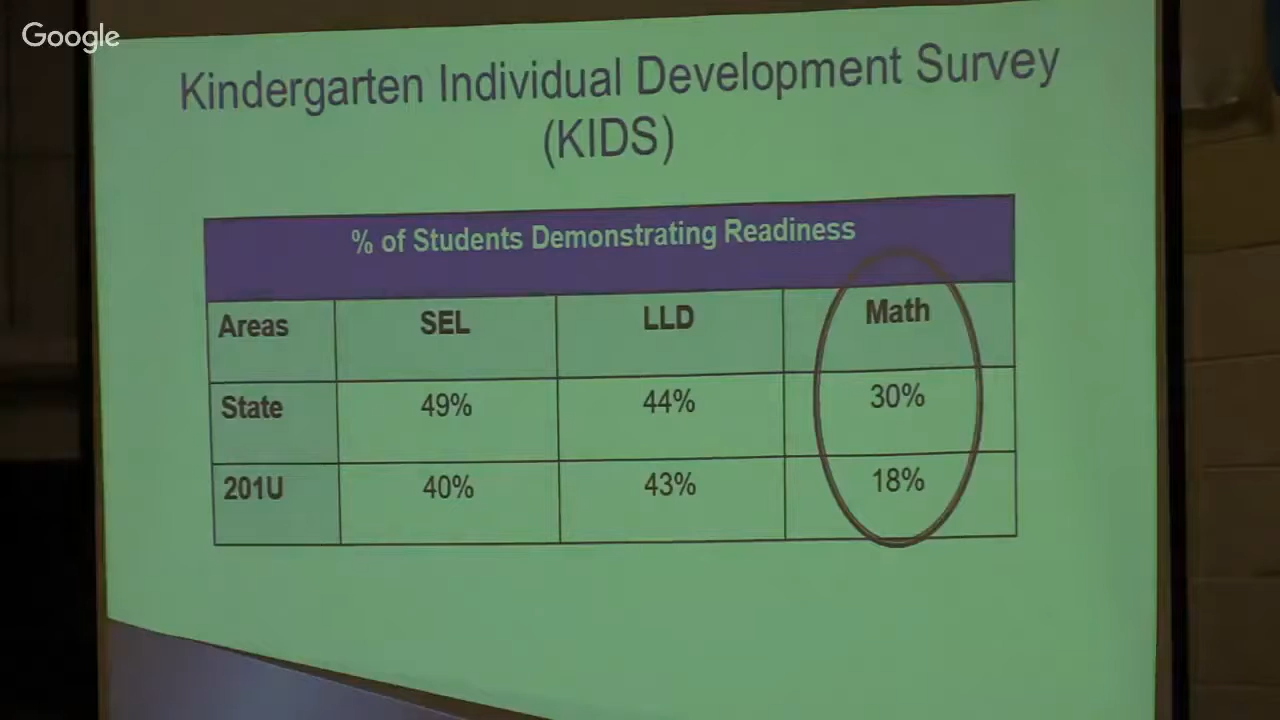 Google
Kindergarten Individual Development Survey
(KIDS)
% of Students Demonstrating Readiness
Areas SEL LLD Math
State 49% 44% 30%
201U 40% 43% 18%